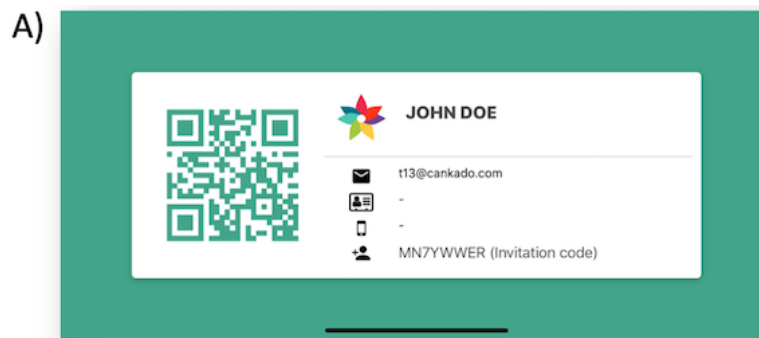 A)
JOHN DOE
t13@cankado.com
-
-
MN7YWWER (Invitation code)